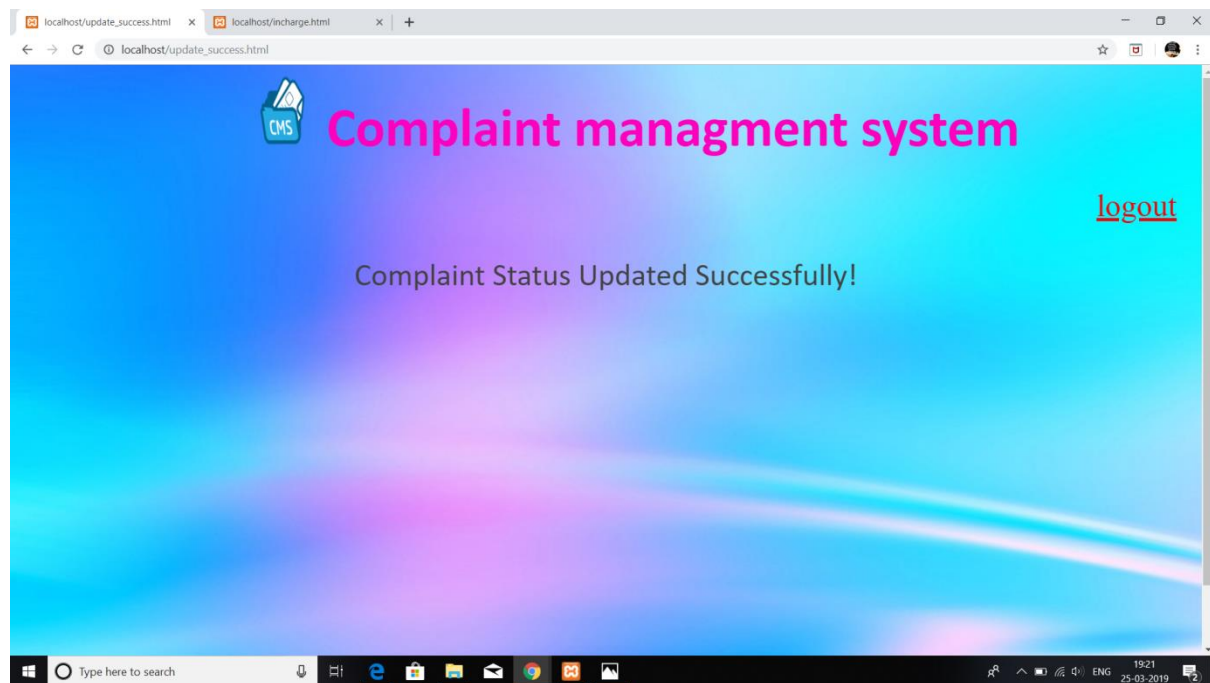 localhost/update_success.html
localhost/incharge.html
localhost/update_success.html
CMS
Complaint managment system
logout
Complaint Status Updated Successfully!
Type here to search
ENG
19:21
25-03-2019
2